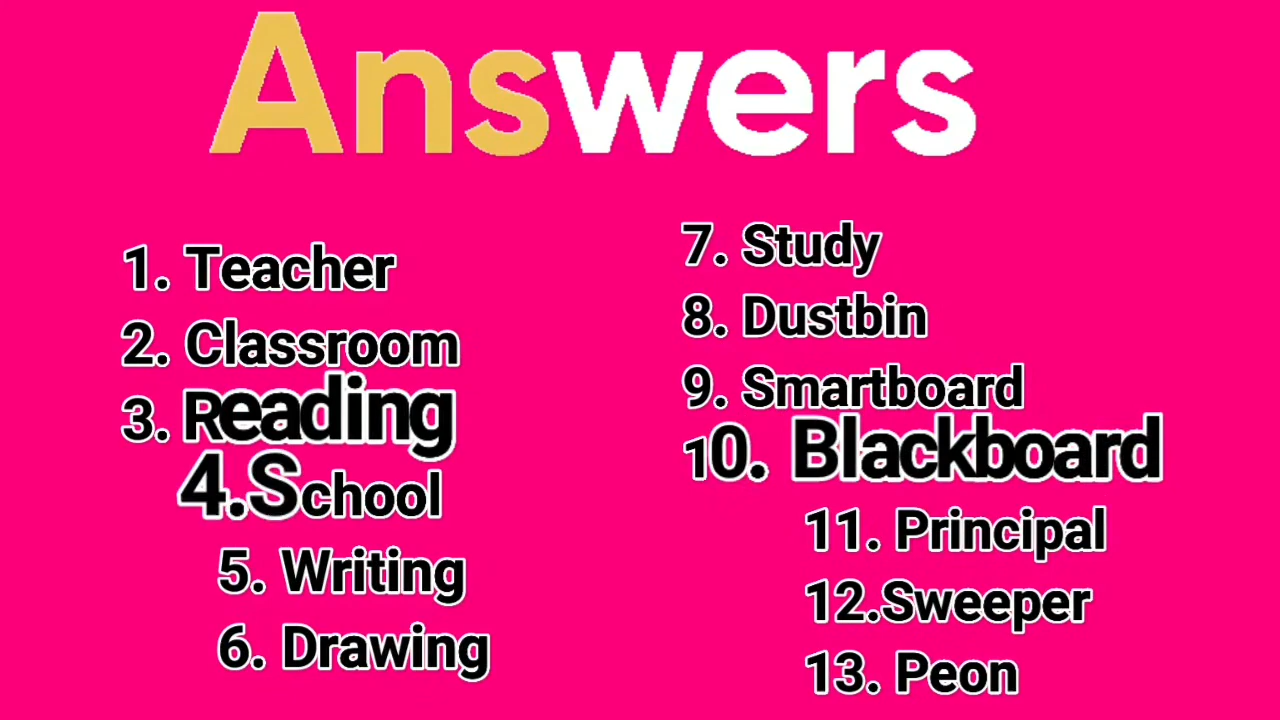 Answers
1. Teacher
2. Classroom
3. Reading
4.School
5. Writing
6. Drawing
7. Study
8. Dustbin
9. Smartboard
10. Blackboard
11. Principal
12.Sweeper
13. Peon